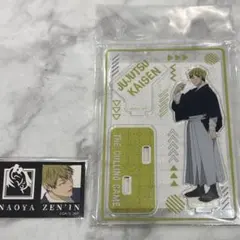 JUJUTSU
KAISEN
THE CULLING GAME
NAOYA ZEN'IN